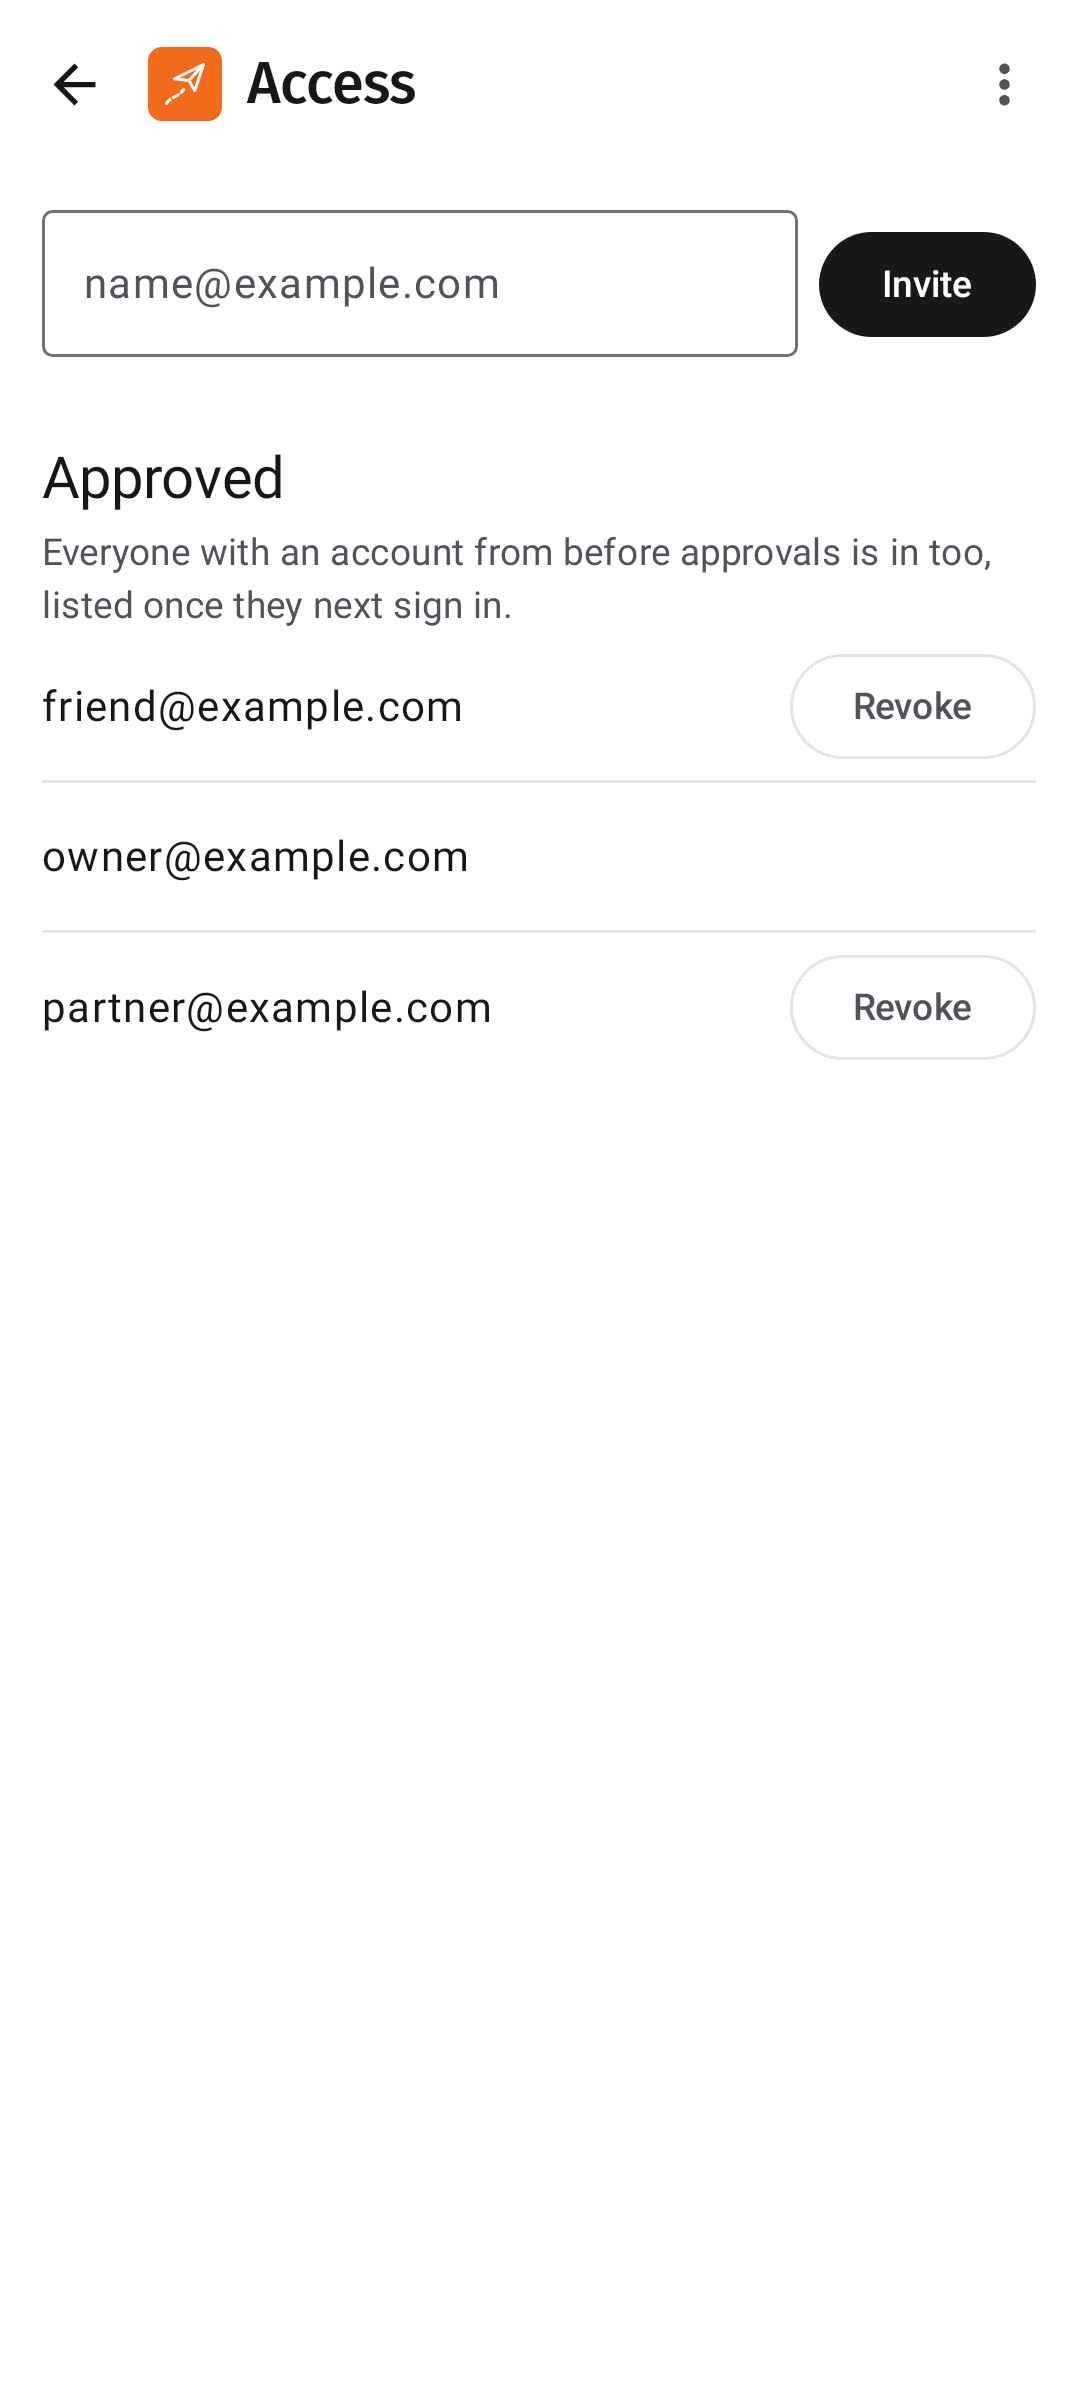 Access
name@example.com
Invite
Approved
Everyone with an account from before approvals is in too,
listed once they next sign in.
friend@example.com
Revoke
owner@example.com
partner@example.com
Revoke